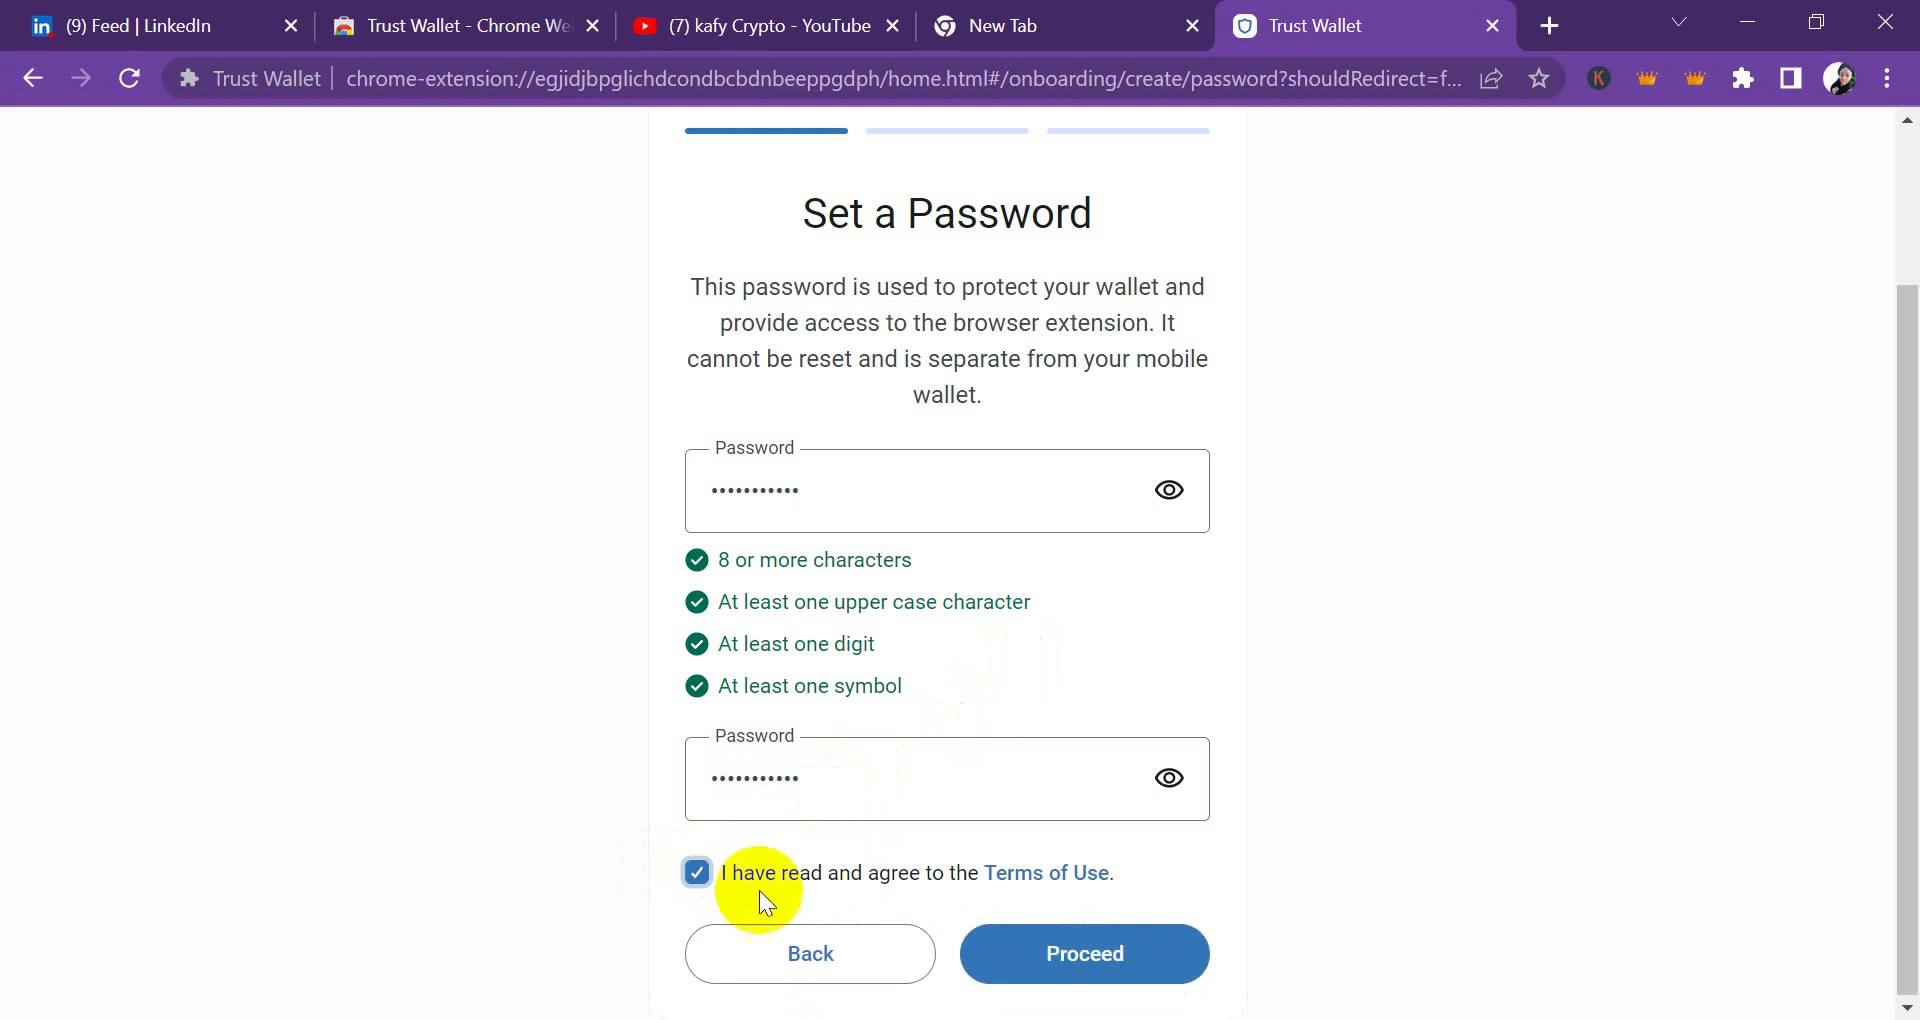 (9) Feed | LinkedIn
Trust Wallet - Chrome We
(7) kafy Crypto - YouTube
New Tab
Trust Wallet
Trust Wallet | chrome-extension://egjidjbpglichdcondbcbdnbeeppgdph/home.html#/onboarding/create/password?shouldRedirect=f...
K
Set a Password
This password is used to protect your wallet and
provide access to the browser extension. It
cannot be reset and is separate from your mobile
wallet.
Password
•••••••••••
8 or more characters
At least one upper case character
At least one digit
At least one symbol
Password
•••••••••••
I have read and agree to the Terms of Use.
Back
Proceed